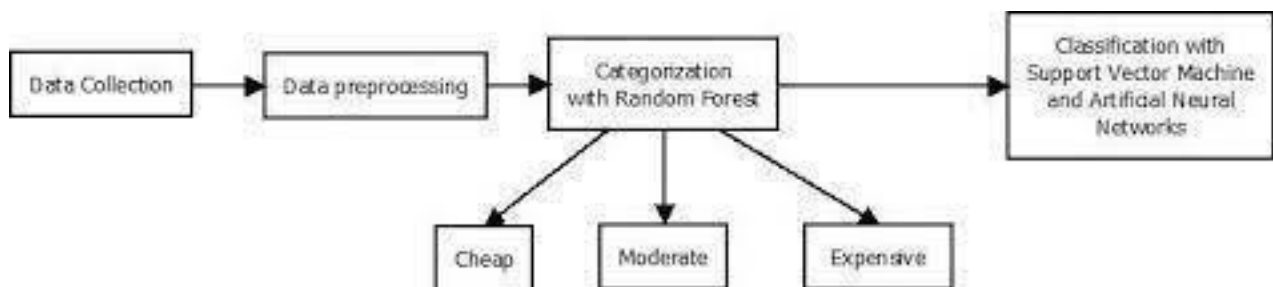 Data Collection
Data preprocessing
Categorization
with Random Forest
Classification with
Support Vector Machine
and Artificial Neural
Networks
Cheap
Moderate
Expensive